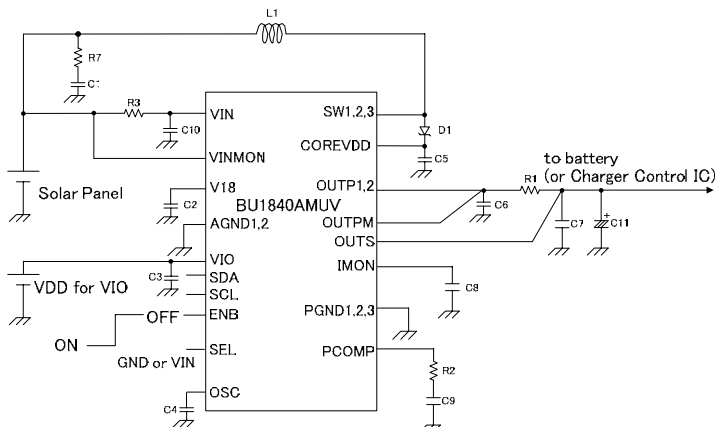 L1
R7
C1
R3
VIN
SW1,2,3
C10
D1
COREVDD
VINMON
C5
to battery
(or Charger Control IC)
R1
Solar Panel
V18
OUTP1,2
BU1840AMUV
C2
C6
AGND1,2
OUTPM
C7
C11
+
OUTS
VIO
IMON
C3
SDA
VDD for VIO
SCL
C8
ENB
OFF
PGND1,2,3
ON
SEL
PCOMP
GND or VIN
R2
OSC
C4
C9